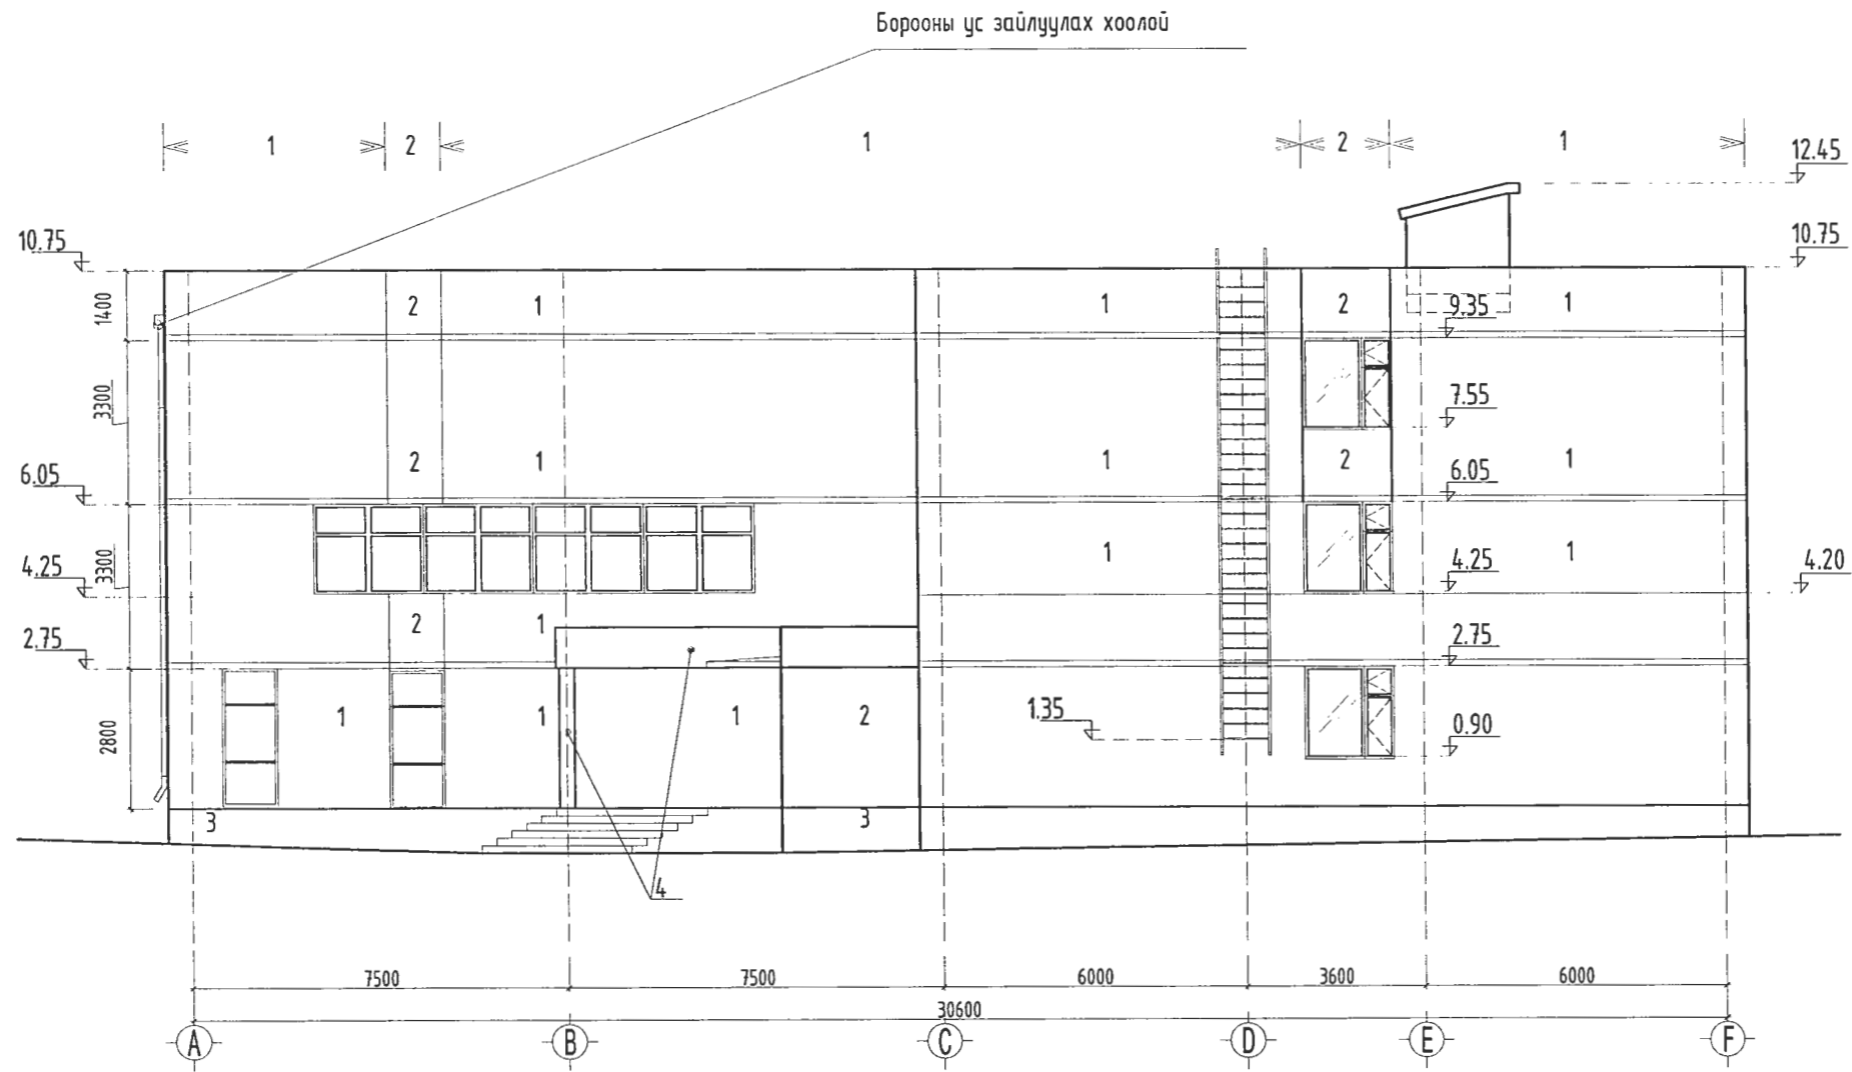 Борооны ус зайлуулах хоолой
1 2 1 2 1
12.45
10.75 10.75
1400 2 1 1 2 9.35 1
3300 7.55
6.05 2 1 1 2 6.05 1
4.25 3300 1 4.25 1 4.20
2.75 2 1 2.75
2800 1 1 1 2 1.35 0.90
3 3
4
7500 7500 6000 3600 6000
30600
A B C D E F